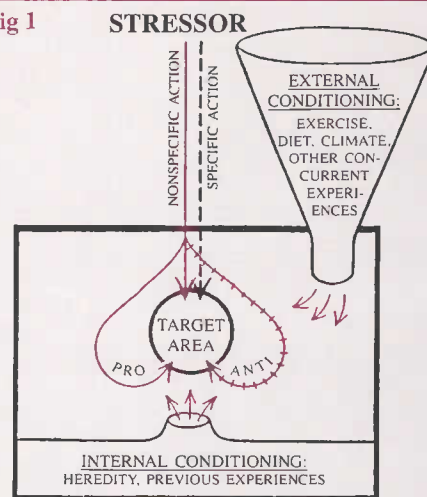 ig 1
STRESSOR
NONSPECIFIC ACTION
SPECIFIC ACTION
EXTERNAL
CONDITIONING:
EXERCISE,
DIET, CLIMATE,
OTHER CON-
CURRENT
EXPERI-
ENCES
TARGET
AREA
PRO
ANTI
INTERNAL CONDITIONING:
HEREDITY, PREVIOUS EXPERIENCES